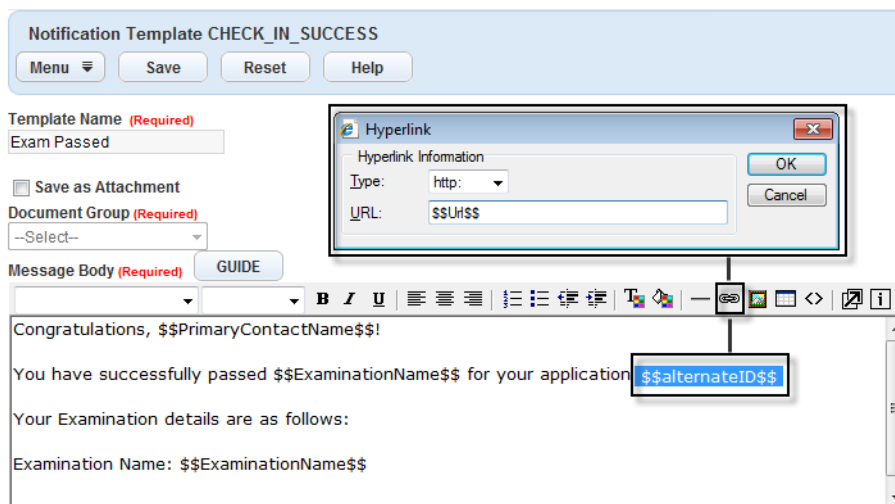 Notification Template CHECK_IN_SUCCESS
Menu Save Reset Help
Template Name (Required)
Exam Passed
Save as Attachment
Document Group (Required)
--Select--
Message Body (Required) GUIDE
Hyperlink
Hyperlink Information
Type: http:
URL: $$Url$$
OK
Cancel
B I U
Congratulations, $$PrimaryContactName$$!
You have successfully passed $$ExaminationName$$ for your application $$alternateID$$
Your Examination details are as follows:
Examination Name: $$ExaminationName$$